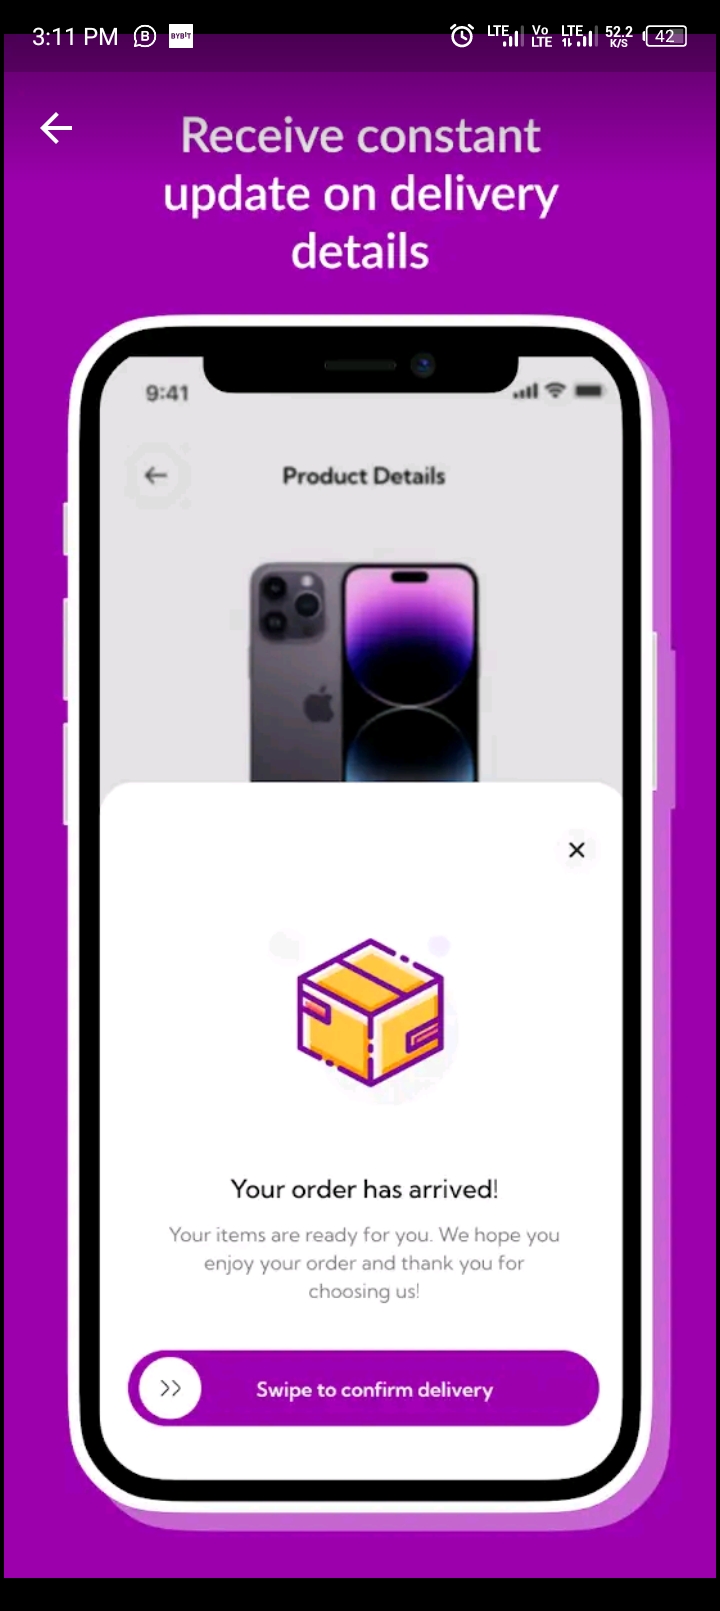 3:11 PM B BYBIT LTE Vo LTE LTE 52.2 K/S 42
Receive constant
update on delivery
details
9:41
Product Details
Your order has arrived!
Your items are ready for you. We hope you
enjoy your order and thank you for
choosing us!
Swipe to confirm delivery